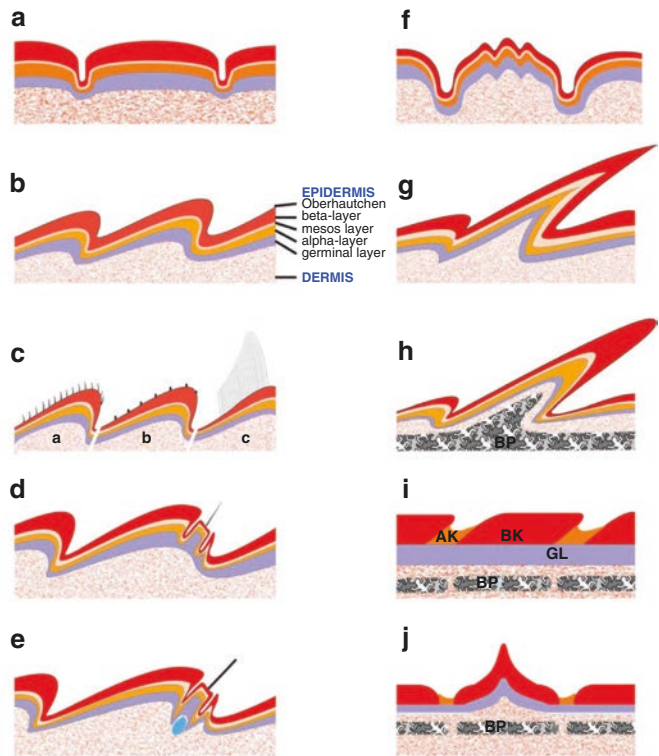 a
b
EPIDERMIS
Oberhautchen
beta-layer
mesos layer
alpha-layer
germinal layer
DERMIS
c
a b c
d
e
f
g
h
BP
i
AK BK
GL
BP
j
BP